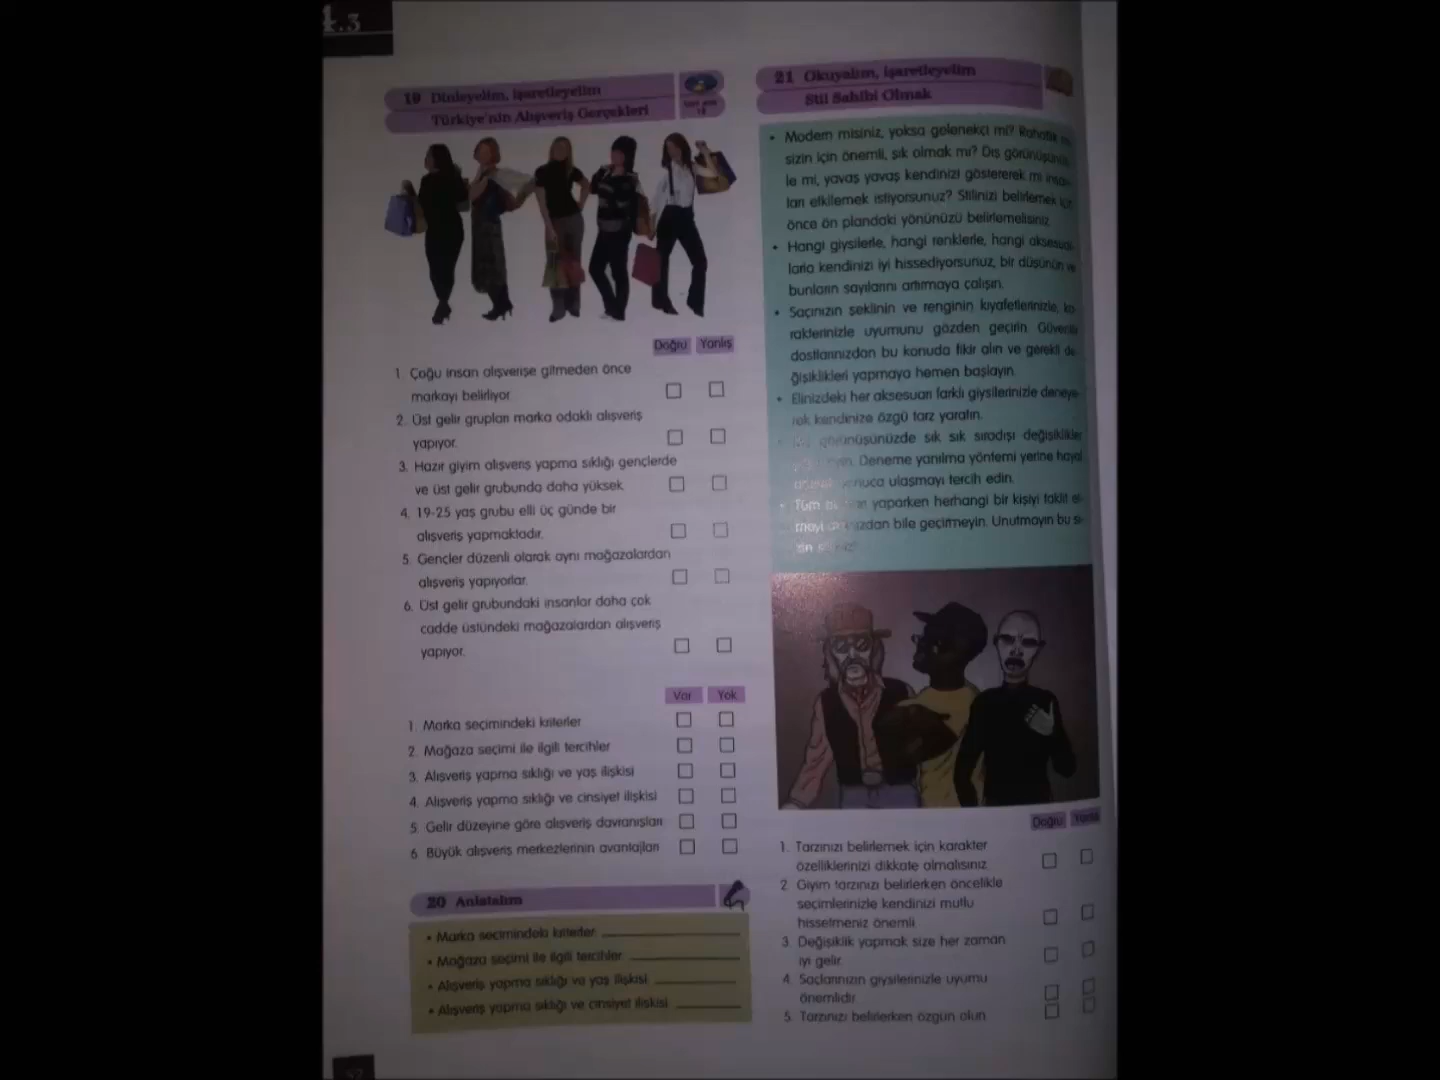 4.3
19 Dinleyelim, işaretleyelim
Türkiye'nin Alışveriş Gerçekleri
Doğru Yanlış
1. Çoğu insan alışverişe gitmeden önce
markayı belirliyor.
2. Üst gelir grupları marka odaklı alışveriş
yapıyor.
3. Hazır giyim alışveriş yapma sıklığı gençlerde
ve üst gelir grubunda daha yüksek.
4. 19-25 yaş grubu elli üç günde bir
alışveriş yapmaktadır.
5. Gençler düzenli olarak aynı mağazalardan
alışveriş yapıyorlar.
6. Üst gelir grubundaki insanlar daha çok
cadde üstündeki mağazalardan alışveriş
yapıyor.
Var Yok
1. Marka seçimindeki kriterler
2. Mağaza seçimi ile ilgili tercihler
3. Alışveriş yapma sıklığı ve yaş ilişkisi
4. Alışveriş yapma sıklığı ve cinsiyet ilişkisi
5. Gelir düzeyine göre alışveriş davranışları
6. Büyük alışveriş merkezlerinin avantajları
20 Anlatalım
• Marka seçimindeki kriterler:
• Mağaza seçimi ile ilgili tercihler:
• Alışveriş yapma sıklığı ve yaş ilişkisi:
• Alışveriş yapma sıklığı ve cinsiyet ilişkisi:
52
21 Okuyalım, işaretleyelim
Stil Sahibi Olmak
• Modern misiniz, yoksa gelenekçi mi? Rahatlık
sizin için önemli, şık olmak mı? Dış
le mi, yavaş yavaş kendinizi göstererek mi
ları etkilemek istiyorsunuz? Stilinizi belirlemek
önce ön plandaki yönünüzü belirlemelisiniz.
• Hangi giysilerle, hangi renklerle, hangi
larla kendinizi iyi hissediyorsunuz, bir düşünün ve
bunların sayılarını artırmaya çalışın.
• Saçınızın şeklinin ve renginin kıyafetlerinizle, ka-
rakterinizle uyumunu gözden geçirin.
dostlarınızdan bu konuda fikir alın ve gerekli de-
ğişiklikleri yapmaya hemen başlayın.
• Elinizdeki her aksesuarı farklı giysilerinizle deneye-
rek kendinize özgü tarz yaratın.
görünüşünüzde sık sık sıradışı değişiklikler
Deneme yanılma yöntemi yerine
sonuca ulaşmayı tercih edin.
• Tüm yaparken herhangi bir kişiyi taklit et-
meyi bile geçirmeyin. Unutmayın bu si-
zin
Doğru Yanlış
1. Tarzınızı belirlemek için karakter
özelliklerinizi dikkate almalısınız.
2. Giyim tarzınızı belirlerken öncelikle
seçimlerinizle kendinizi mutlu
hissetmeniz önemli.
3. Değişiklik yapmak size her zaman
iyi gelir.
4. Saçlarınızın giysilerinizle uyumu
önemlidir.
5. Tarzınızı belirlerken özgün olun.